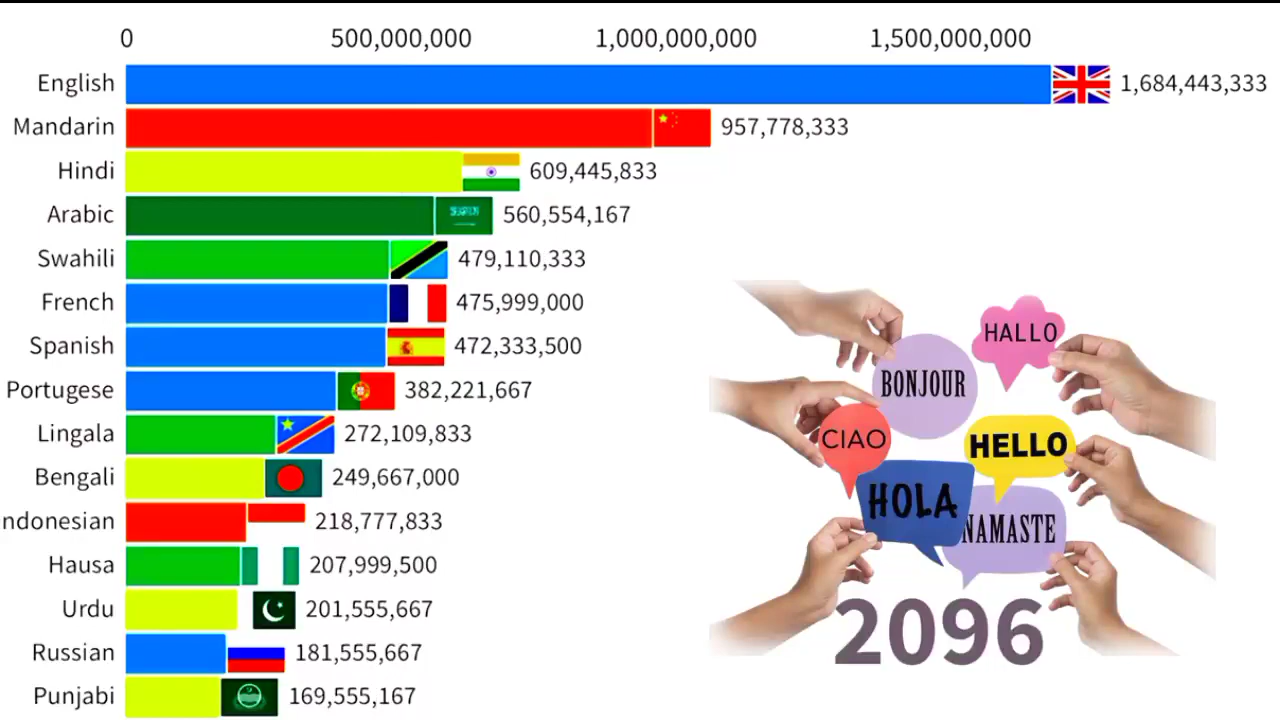 0 500,000,000 1,000,000,000 1,500,000,000
English 1,684,443,333
Mandarin 957,778,333
Hindi 609,445,833
Arabic 560,554,167
Swahili 479,110,333
French 475,999,000
Spanish 472,333,500
Portugese 382,221,667
Lingala 272,109,833
Bengali 249,667,000
ndonesian 218,777,833
Hausa 207,999,500
Urdu 201,555,667
Russian 181,555,667
Punjabi 169,555,167
HALLO
BONJOUR
CIAO
HELLO
HOLA
NAMASTE
2096